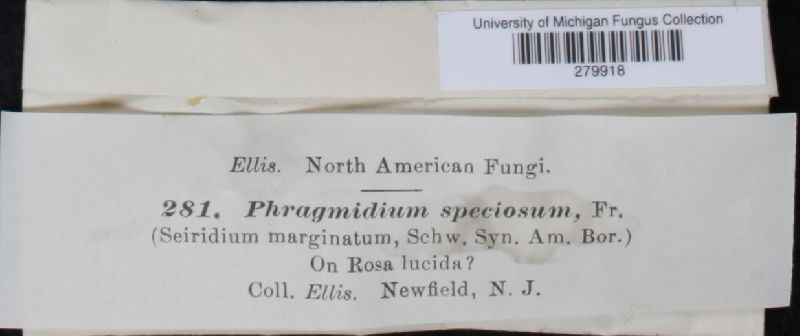 University of Michigan Fungus Collection
279918
Ellis. North American Fungi.
281. Phragmidium speciosum, Fr.
(Seiridium marginatum, Schw. Syn. Am. Bor.)
On Rosa lucida?
Coll. Ellis. Newfield, N. J.